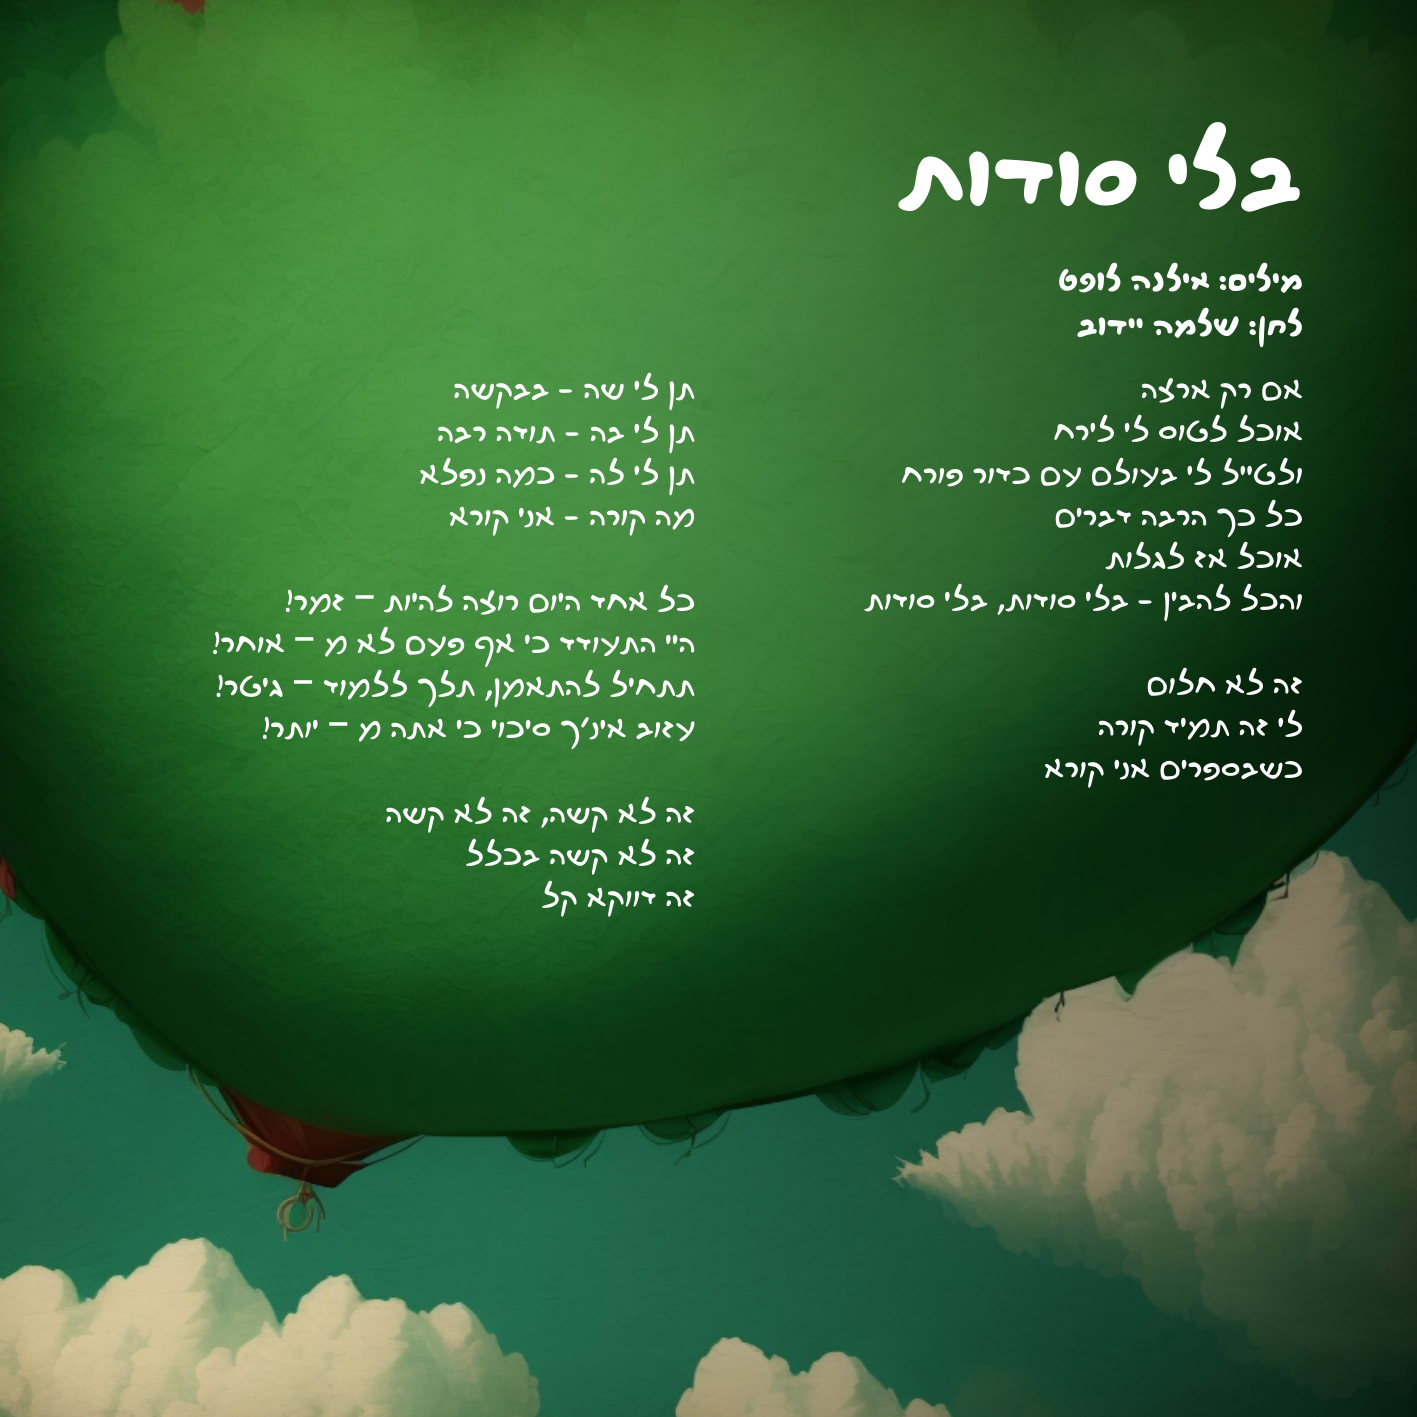 בלי סודות
מילים: אילנה לופט
לחן: שלמה יידוב
אם רק ארצה
אוכל לטוס לי לירח
ולטייל לי בעולם עם כדור פורח
כל כך הרבה דברים
אוכל אז לגלות
והכל להבין - בלי סודות, בלי סודות
זה לא חלום
לי זה תמיד קורה
כשבספרים אני קורא
תן לי שה - בבקשה
תן לי בה - תודה רבה
תן לי לה - כמה נפלא
מה קורה - אני קורא
כל אחד היום רוצה להיות – זמר!
היי התעודד כי אף פעם לא מ – אוחר!
תתחיל להתאמן, תלך ללמוד – גיטר!
עזוב אינצ'ך סיכוי כי אתה מ – יותר!
זה לא קשה, זה לא קשה
זה לא קשה בכלל
זה דווקא קל